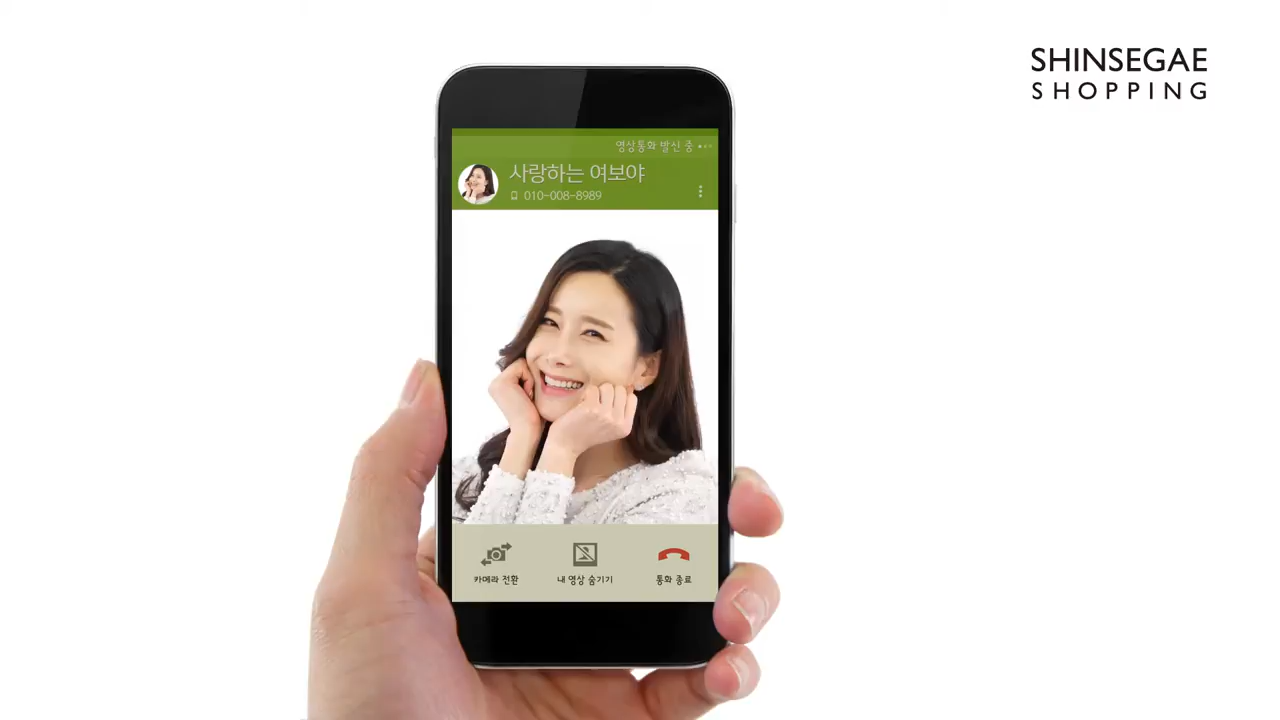 SHINSEGAE
SHOPPING
영상통화 발신 중
사랑하는 여보야
010-008-8989
카메라 전환
내 영상 숨기기
통화 종료